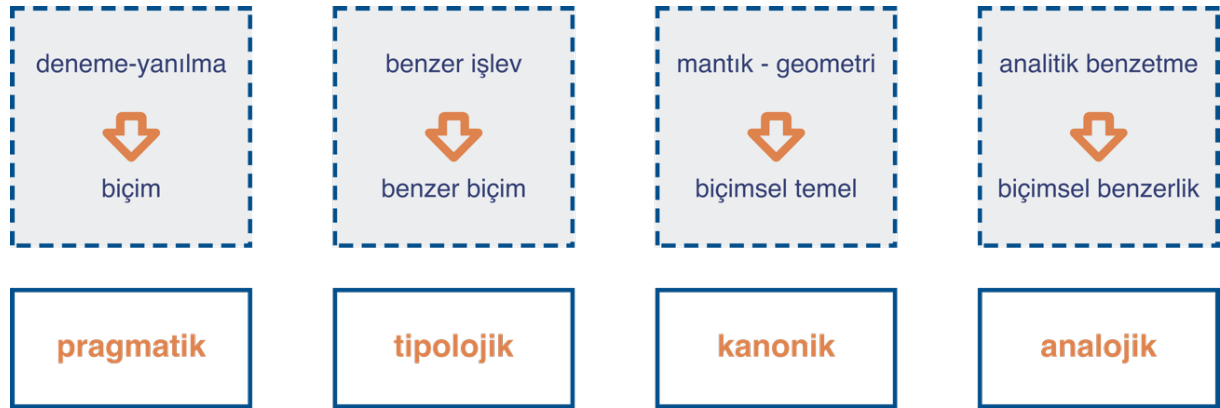 deneme-yanılma
biçim
benzer işlev
benzer biçim
mantık - geometri
biçimsel temel
analitik benzetme
biçimsel benzerlik
pragmatik
tipolojik
kanonik
analojik